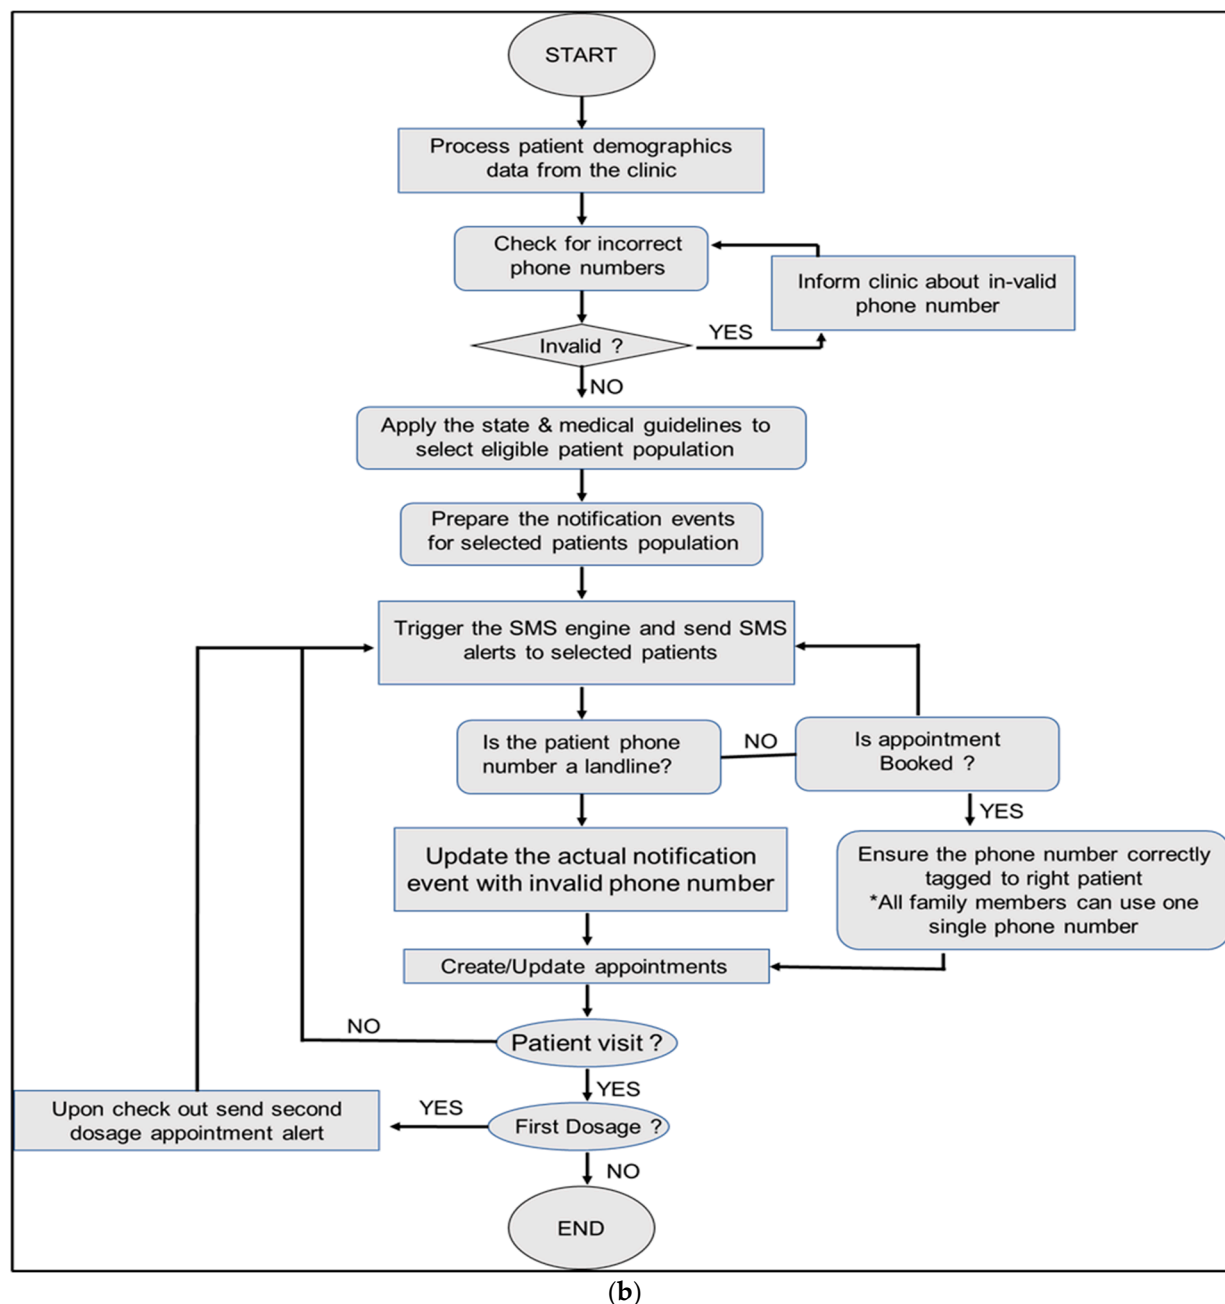 START
Process patient demographics
data from the clinic
Check for incorrect
phone numbers
Inform clinic about in-valid
phone number
Invalid ?
YES
NO
Apply the state & medical guidelines to
select eligible patient population
Prepare the notification events
for selected patients population
Trigger the SMS engine and send SMS
alerts to selected patients
Is the patient phone
number a landline?
NO
Is appointment
Booked ?
YES
Update the actual notification
event with invalid phone number
Ensure the phone number correctly
tagged to right patient
*All family members can use one
single phone number
Create/Update appointments
Patient visit ?
NO
YES
First Dosage ?
YES
Upon check out send second
dosage appointment alert
NO
END
(b)